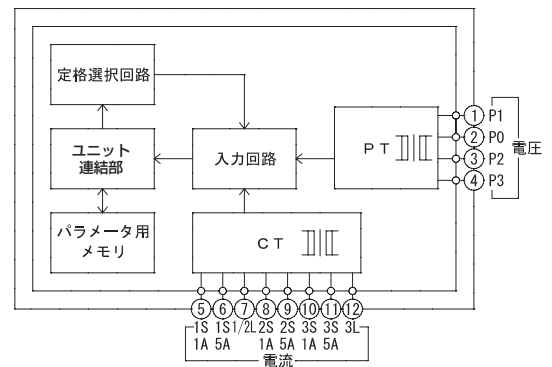 定格選択回路
ユニット
連結部
入力回路
PT
パラメータ用
メモリ
CT
① P1
② P0
③ P2
④ P3
電圧
⑤ ⑥ ⑦ ⑧ ⑨ ⑩ ⑪ ⑫
1S 1S 1/2L 2S 2S 3S 3S 3L
1A 5A 1A 5A 1A 5A
電流